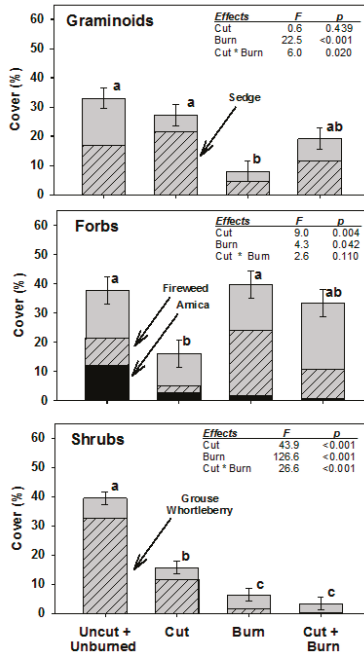 Graminoids
Effects F p
Cut 0.6 0.439
Burn 22.5 <0.001
Cut * Burn 6.0 0.020
Cover (%)
60
50
40
30
20
10
0
a
a
b
ab
Sedge
Forbs
Effects F p
Cut 9.0 0.004
Burn 4.3 0.042
Cut * Burn 2.6 0.110
Cover (%)
60
50
40
30
20
10
0
a
b
a
ab
Fireweed
Arnica
Shrubs
Effects F p
Cut 43.9 <0.001
Burn 126.6 <0.001
Cut * Burn 26.6 <0.001
Cover (%)
60
50
40
30
20
10
0
a
b
c
c
Grouse
Whortleberry
Uncut + Cut Burn Cut +
Unburned Burn